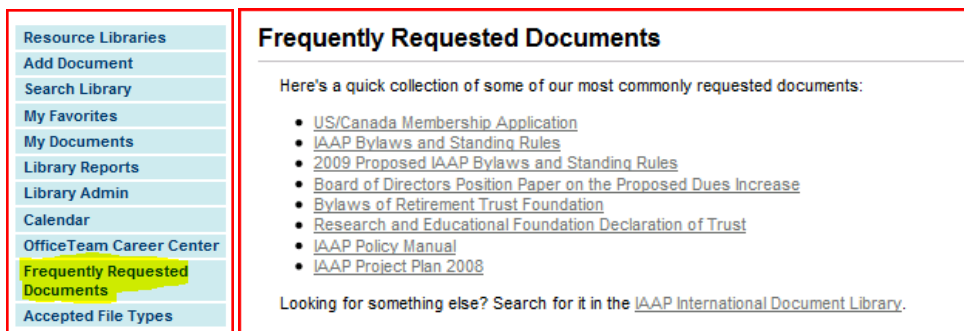 Resource Libraries
Add Document
Search Library
My Favorites
My Documents
Library Reports
Library Admin
Calendar
OfficeTeam Career Center
Frequently Requested
Documents
Accepted File Types
Frequently Requested Documents
Here's a quick collection of some of our most commonly requested documents:
US/Canada Membership Application
IAAP Bylaws and Standing Rules
2009 Proposed IAAP Bylaws and Standing Rules
Board of Directors Position Paper on the Proposed Dues Increase
Bylaws of Retirement Trust Foundation
Research and Educational Foundation Declaration of Trust
IAAP Policy Manual
IAAP Project Plan 2008
Looking for something else? Search for it in the IAAP International Document Library.